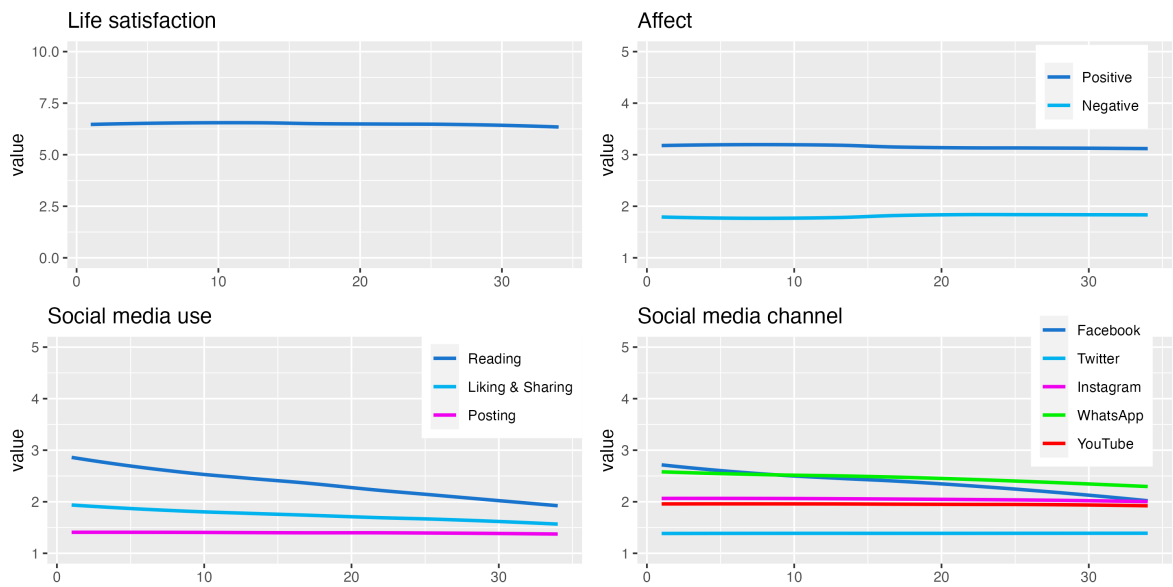 Life satisfaction
10.0
7.5
5.0
2.5
0.0
value
0 10 20 30
Affect
5
4
3
2
1
value
0 10 20 30
Positive
Negative
Social media use
5
4
3
2
1
value
0 10 20 30
Reading
Liking & Sharing
Posting
Social media channel
5
4
3
2
1
value
0 10 20 30
Facebook
Twitter
Instagram
WhatsApp
YouTube